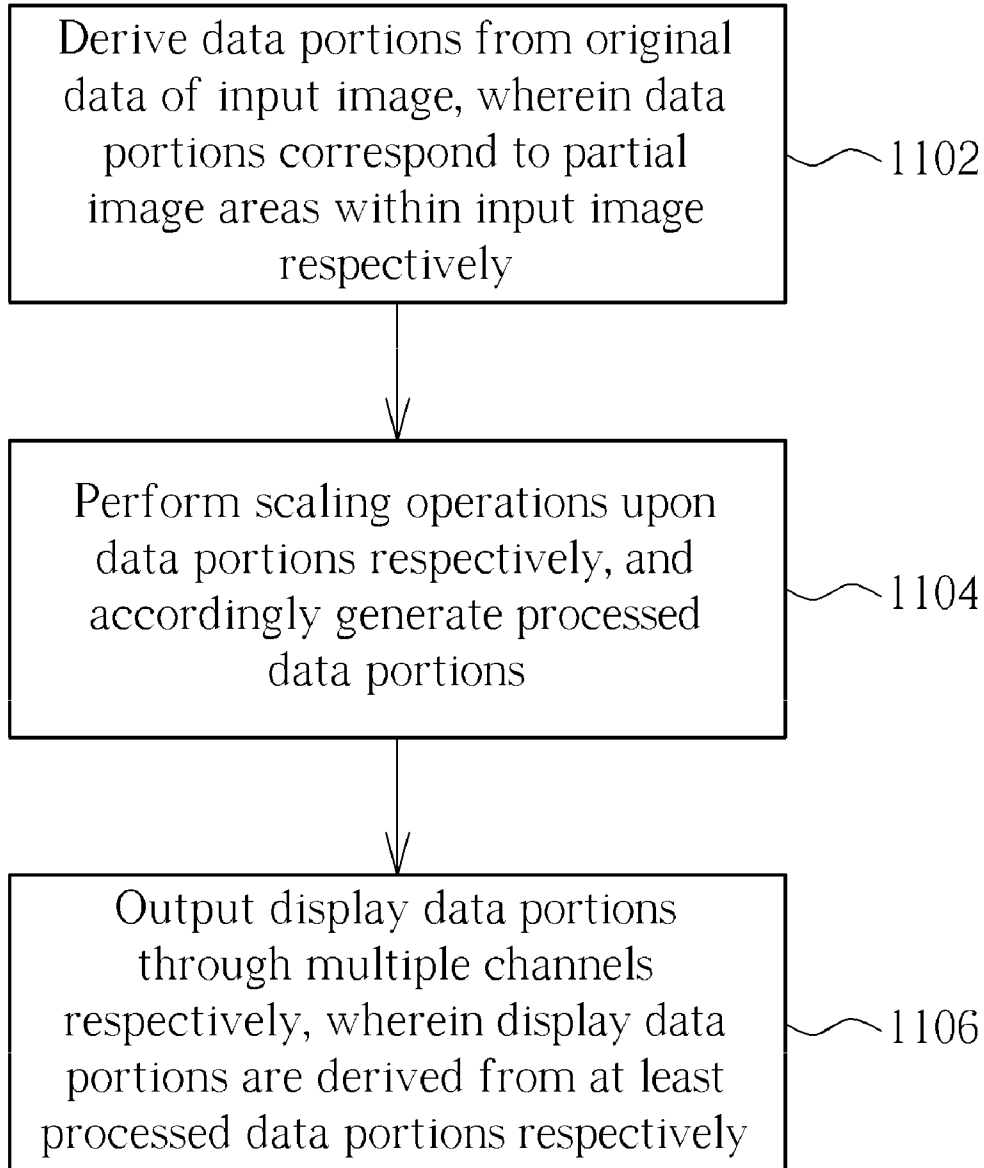 Derive data portions from original
data of input image, wherein data
portions correspond to partial
image areas within input image
respectively
1102
Perform scaling operations upon
data portions respectively, and
accordingly generate processed
data portions
1104
Output display data portions
through multiple channels
respectively, wherein display data
portions are derived from at least
processed data portions respectively
1106